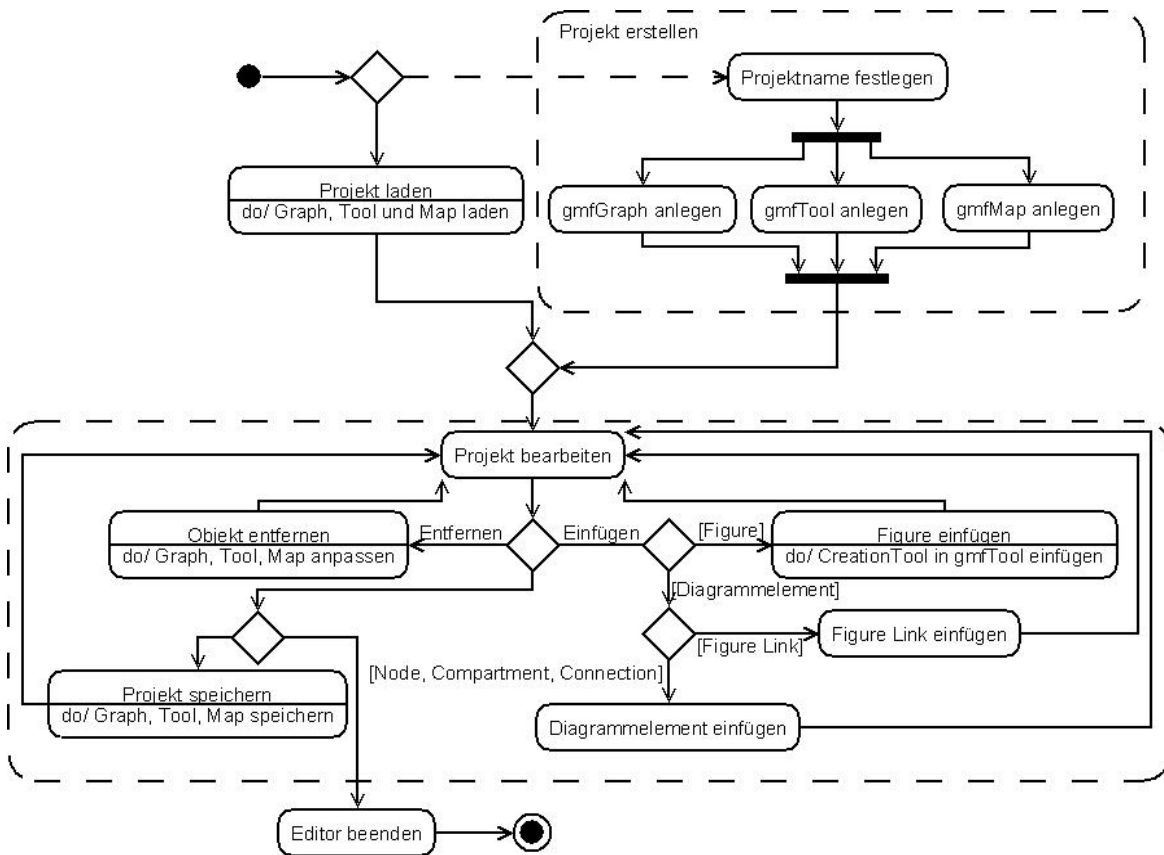 Projekt erstellen
Projektname festlegen
Projekt laden
do/ Graph, Tool und Map laden
gmfGraph anlegen
gmfTool anlegen
gmfMap anlegen
Projekt bearbeiten
Objekt entfernen
do/ Graph, Tool, Map anpassen
Entfernen
Einfügen
[Figure]
Figure einfügen
do/ CreationTool in gmfTool einfügen
[Diagrammelement]
[Figure Link]
Figure Link einfügen
[Node, Compartment, Connection]
Projekt speichern
do/ Graph, Tool, Map speichern
Diagrammelement einfügen
Editor beenden